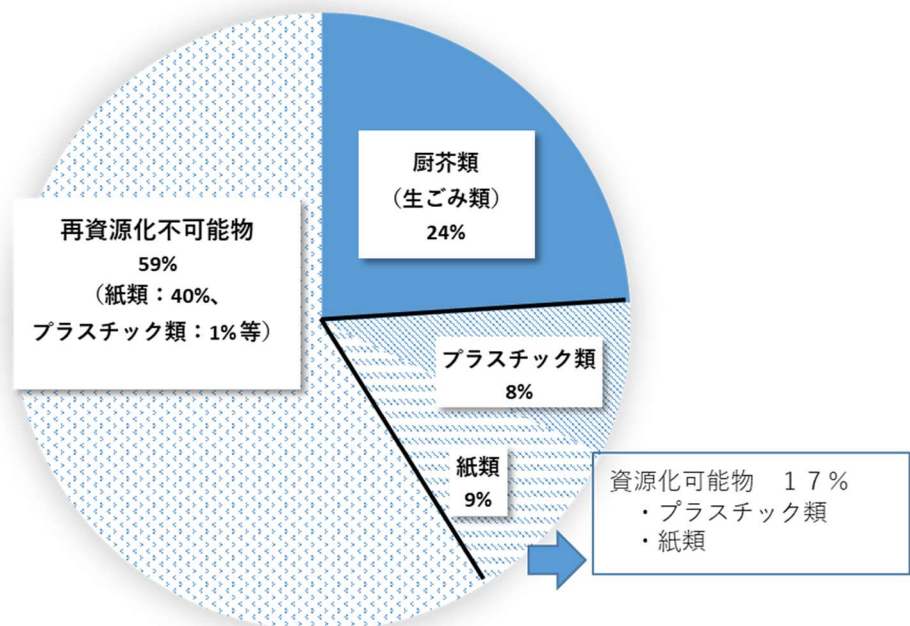 厨芥類
（生ごみ類）
24%
再資源化不可能物
59%
（紙類：40%、
プラスチック類：1%等）
プラスチック類
8%
紙類
9%
資源化可能物　１７%
・プラスチック類
・紙類